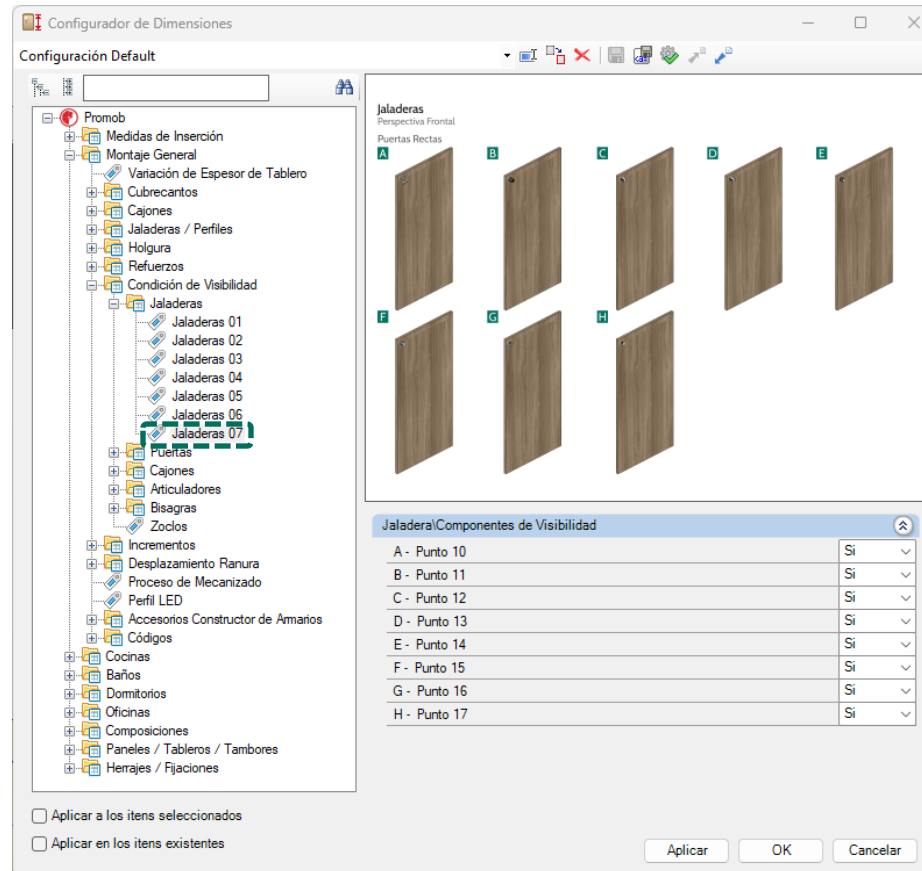 Configurador de Dimensiones
Configuración Default
Promob
Medidas de Inserción
Montaje General
Variación de Espesor de Tablero
Cubrecantos
Cajones
Jaladeras / Perfiles
Holgura
Refuerzos
Condición de Visibilidad
Jaladeras
Jaladeras 01
Jaladeras 02
Jaladeras 03
Jaladeras 04
Jaladeras 05
Jaladeras 06
Jaladeras 07
Puertas
Cajones
Articuladores
Bisagras
Zoclos
Incrementos
Desplazamiento Ranura
Proceso de Mecanizado
Perfil LED
Accesorios Constructor de Armarios
Códigos
Cocinas
Baños
Dormitorios
Oficinas
Composiciones
Paneles / Tableros / Tambores
Herrajes / Fijaciones
Jaladeras
Perspectiva Frontal
Puertas Rectas
A B C D E
F G H
Jaladera\Componentes de Visibilidad
A - Punto 10 Si
B - Punto 11 Si
C - Punto 12 Si
D - Punto 13 Si
E - Punto 14 Si
F - Punto 15 Si
G - Punto 16 Si
H - Punto 17 Si
Aplicar a los itens seleccionados
Aplicar en los itens existentes
Aplicar OK Cancelar